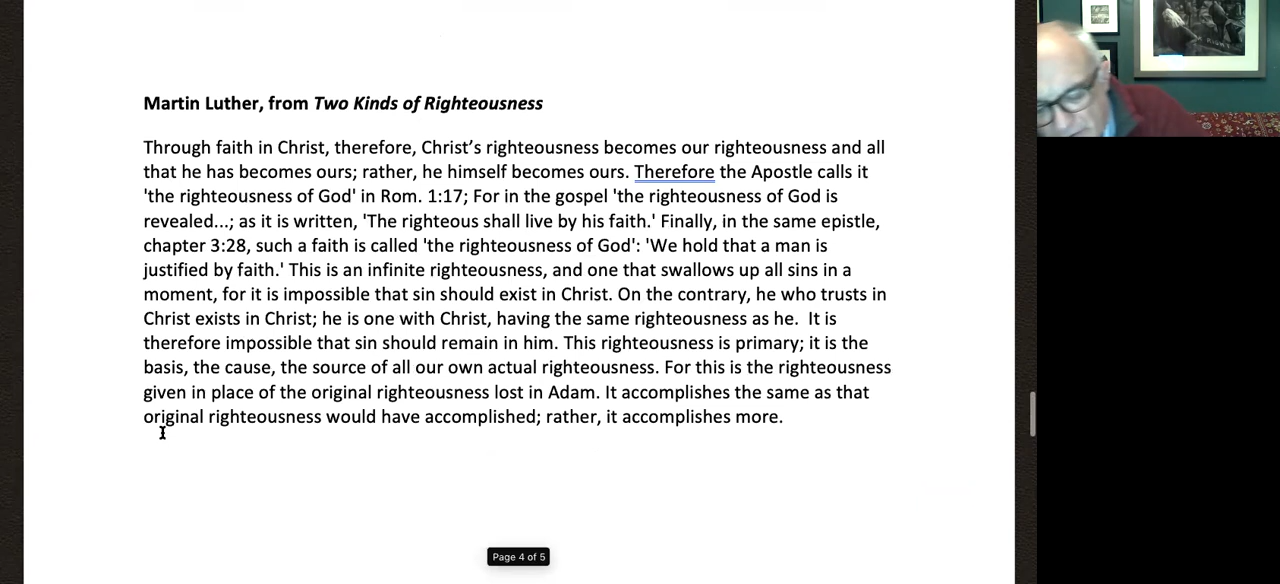 Martin Luther, from Two Kinds of Righteousness
Through faith in Christ, therefore, Christ’s righteousness becomes our righteousness and all
that he has becomes ours; rather, he himself becomes ours. Therefore the Apostle calls it
'the righteousness of God' in Rom. 1:17; For in the gospel 'the righteousness of God is
revealed...; as it is written, 'The righteous shall live by his faith.' Finally, in the same epistle,
chapter 3:28, such a faith is called 'the righteousness of God': 'We hold that a man is
justified by faith.' This is an infinite righteousness, and one that swallows up all sins in a
moment, for it is impossible that sin should exist in Christ. On the contrary, he who trusts in
Christ exists in Christ; he is one with Christ, having the same righteousness as he.  It is
therefore impossible that sin should remain in him. This righteousness is primary; it is the
basis, the cause, the source of all our own actual righteousness. For this is the righteousness
given in place of the original righteousness lost in Adam. It accomplishes the same as that
original righteousness would have accomplished; rather, it accomplishes more.
Page 4 of 5